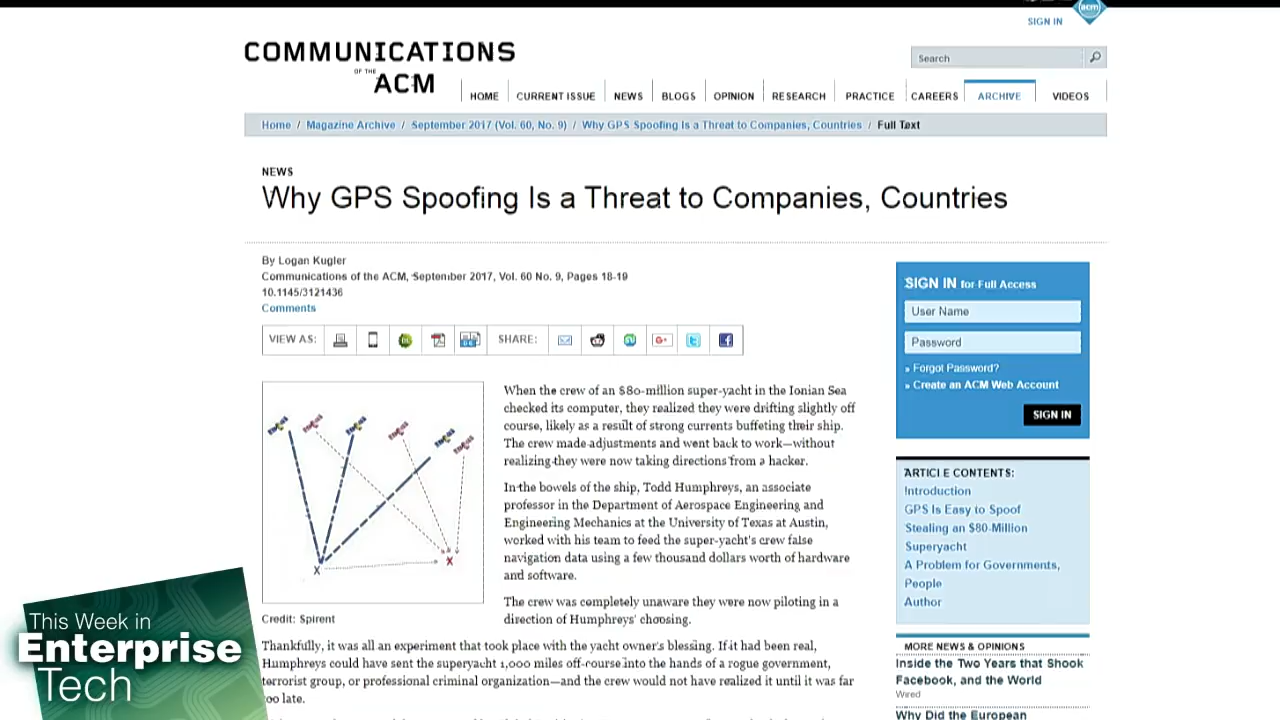 acm
SIGN IN
COMMUNICATIONS
OF THE
ACM
Search
HOME CURRENT ISSUE NEWS BLOGS OPINION RESEARCH PRACTICE CAREERS ARCHIVE VIDEOS
Home / Magazine Archive / September 2017 (Vol. 60, No. 9) / Why GPS Spoofing Is a Threat to Companies, Countries / Full Text
NEWS
Why GPS Spoofing Is a Threat to Companies, Countries
By Logan Kugler
Communications of the ACM, September 2017, Vol. 60 No. 9, Pages 18-19
10.1145/3121436
Comments
VIEW AS: SHARE:
G+
X
X
Credit: Spirent
When the crew of an $80-million super-yacht in the Ionian Sea
checked its computer, they realized they were drifting slightly off
course, likely as a result of strong currents buffeting their ship.
The crew made adjustments and went back to work—without
realizing they were now taking directions from a hacker.
In the bowels of the ship, Todd Humphreys, an associate
professor in the Department of Aerospace Engineering and
Engineering Mechanics at the University of Texas at Austin,
worked with his team to feed the super-yacht's crew false
navigation data using a few thousand dollars worth of hardware
and software.
The crew was completely unaware they were now piloting in a
direction of Humphreys' choosing.
Thankfully, it was all an experiment that took place with the yacht owner's blessing. If it had been real,
Humphreys could have sent the superyacht 1,000 miles off-course into the hands of a rogue government,
terrorist group, or professional criminal organization—and the crew would not have realized it until it was far
too late.
SIGN IN for Full Access
User Name
Password
» Forgot Password?
» Create an ACM Web Account
SIGN IN
ARTICLE CONTENTS:
Introduction
GPS Is Easy to Spoof
Stealing an $80-Million
Superyacht
A Problem for Governments,
People
Author
MORE NEWS & OPINIONS
Inside the Two Years that Shook
Facebook, and the World
Wired
Why Did the European
This Week in
Enterprise
Tech